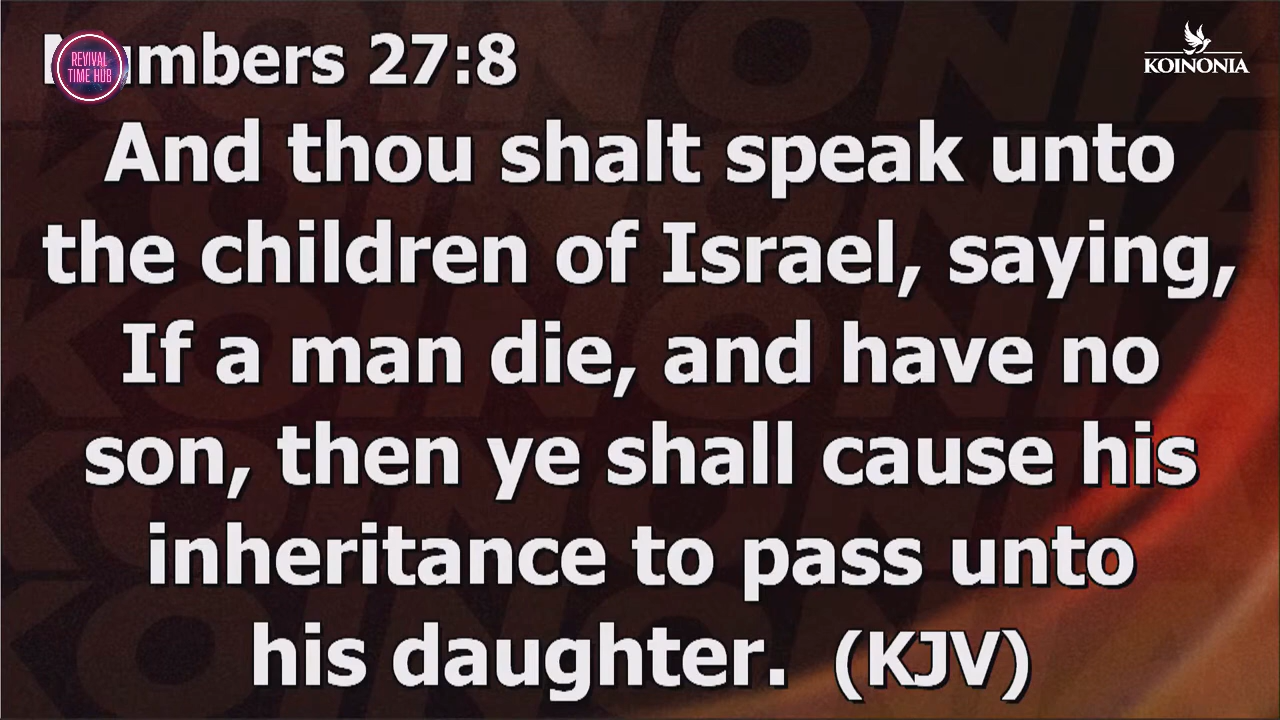 Numbers 27:8
REVIVAL
TIME HUB
KOINONIA
And thou shalt speak unto
the children of Israel, saying,
If a man die, and have no
son, then ye shall cause his
inheritance to pass unto
his daughter. (KJV)